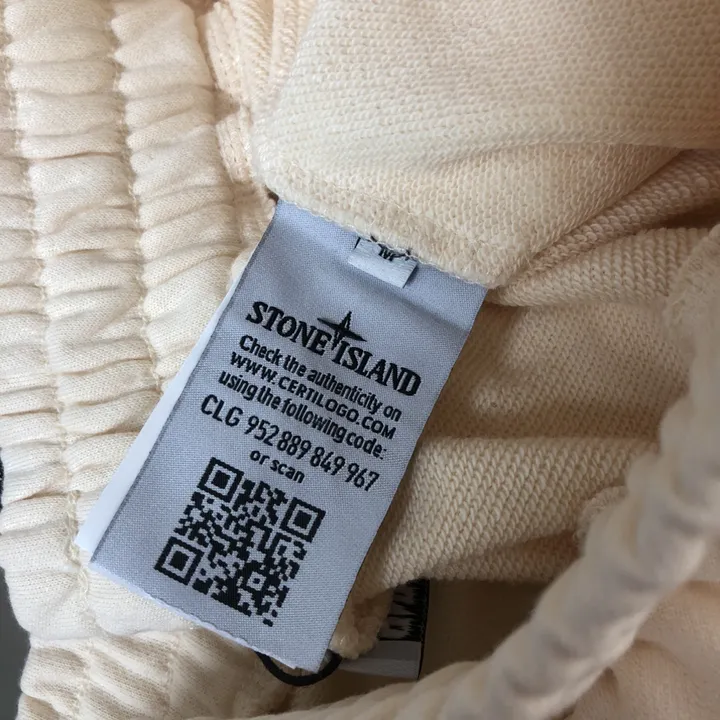 M
STONE ISLAND
Check the authenticity on
WWW.CERTILOGO.COM
using the following code:
CLG 952 889 849 967
or scan